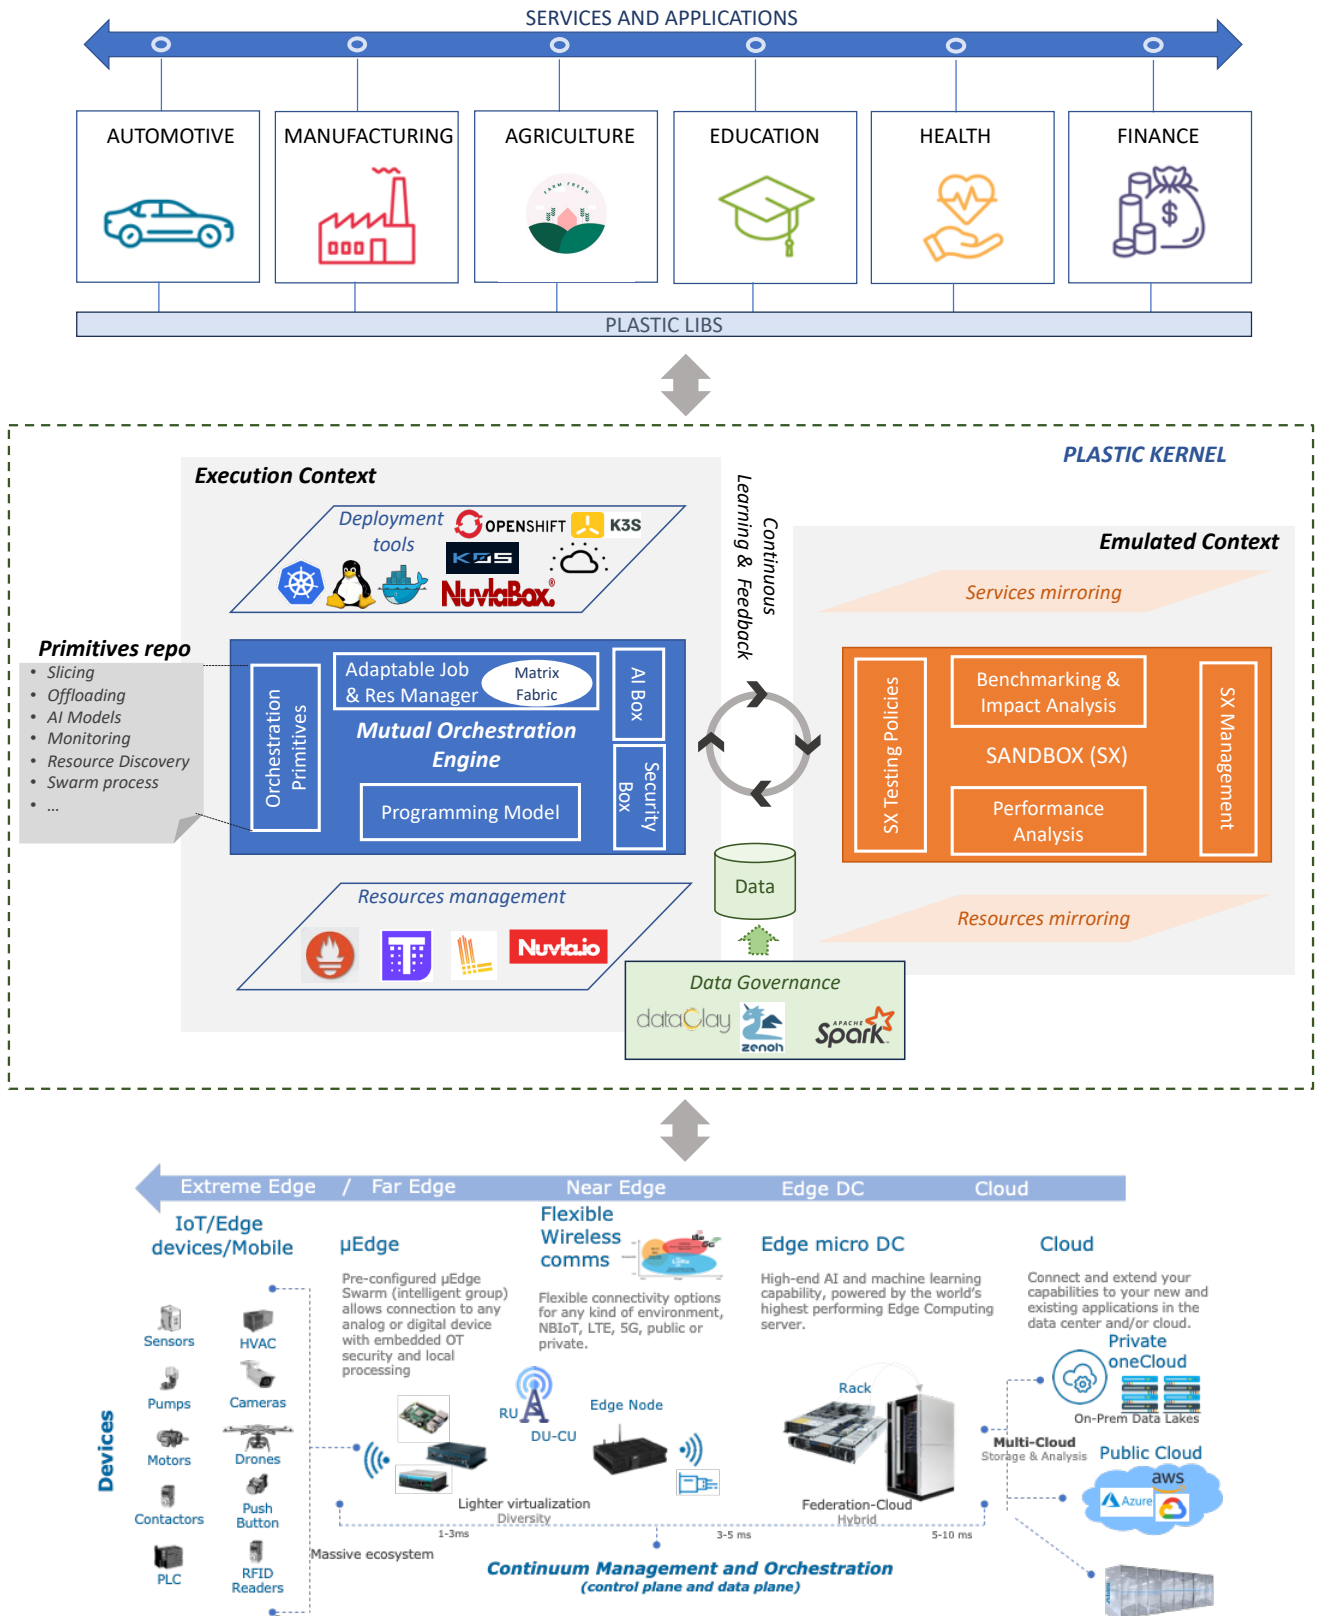 SERVICES AND APPLICATIONS
AUTOMOTIVE
MANUFACTURING
AGRICULTURE
EDUCATION
HEALTH
FINANCE
FARM FRESH
$
PLASTIC LIBS
PLASTIC KERNEL
Execution Context
Deployment
tools
OPENSHIFT
K3S
K0S
NuvlaBox.®
Learning & Feedback
Continuous
Emulated Context
Services mirroring
Primitives repo
• Slicing
• Offloading
• AI Models
• Monitoring
• Resource Discovery
• Swarm process
• ...
Orchestration
Primitives
Adaptable Job
& Res Manager
Matrix
Fabric
AI Box
Mutual Orchestration
Engine
Security
Box
Programming Model
SX Testing Policies
Benchmarking &
Impact Analysis
SANDBOX (SX)
Performance
Analysis
SX Management
Data
Resources management
T
Nuvla.io
Resources mirroring
Data Governance
dataClay
zenoh
APACHE
Spark
Extreme Edge / Far Edge
Near Edge
Edge DC
Cloud
IoT/Edge
devices/Mobile
µEdge
Flexible
Wireless
comms
5G
Edge micro DC
Cloud
Pre-configured µEdge
Swarm (intelligent group)
allows connection to any
analog or digital device
with embedded OT
security and local
processing
Flexible connectivity options
for any kind of environment,
NBIoT, LTE, 5G, public or
private.
High-end AI and machine learning
capability, powered by the world's
highest performing Edge Computing
server.
Connect and extend your
capabilities to your new and
existing applications in the
data center and/or cloud.
Devices
Sensors
HVAC
Pumps
Cameras
Motors
Drones
Contactors
Push
Button
PLC
RFID
Readers
RU
DU-CU
Edge Node
Rack
Private
oneCloud
On-Prem Data Lakes
Multi-Cloud
Storage & Analysis
Public Cloud
aws
Azure
Lighter virtualization
Diversity
Federation-Cloud
Hybrid
1-3ms
3-5 ms
5-10 ms
Massive ecosystem
Continuum Management and Orchestration
(control plane and data plane)